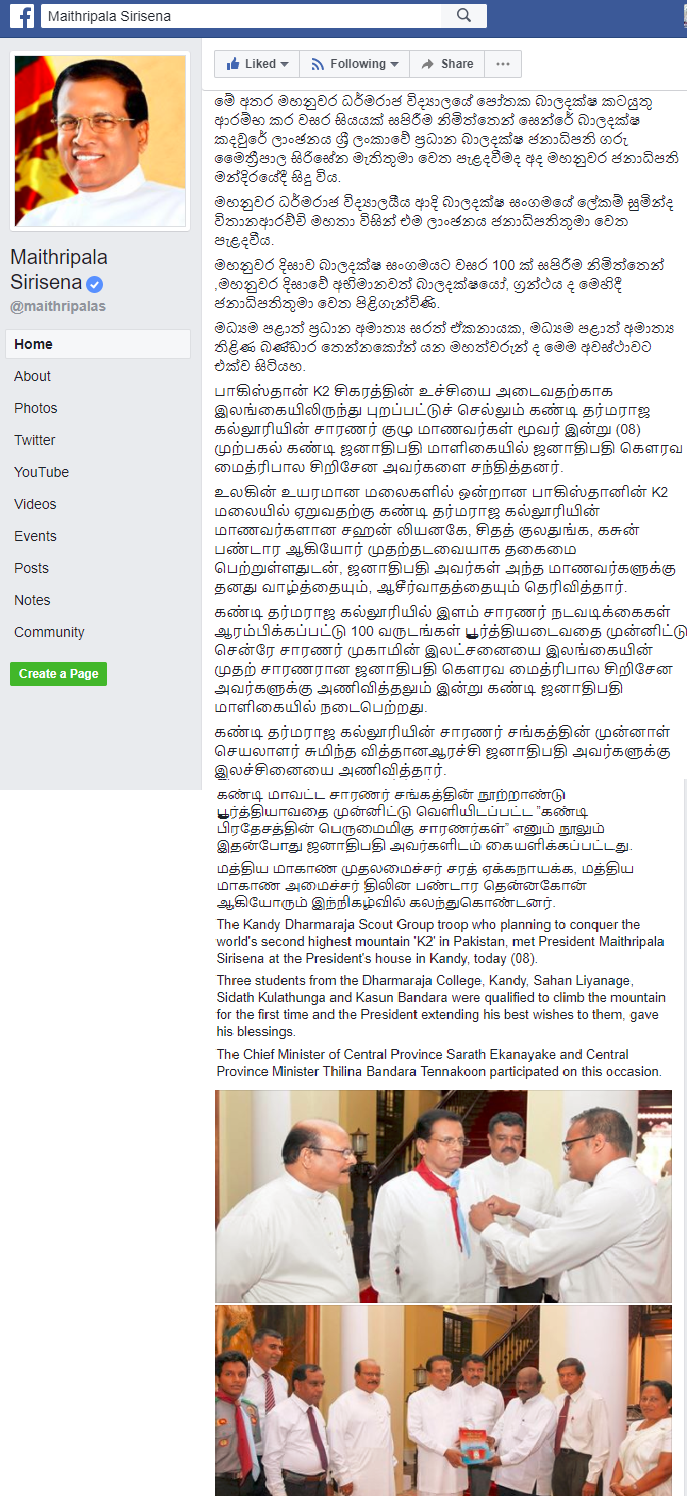 Maithripala Sirisena
Liked
Following
Share
Maithripala
Sirisena
@maithripalas
Home
About
Photos
Twitter
YouTube
Videos
Events
Posts
Notes
Community
Create a Page
මේ අතර මහනුවර ධර්මරාජ විද්‍යාලයේ පෝතක බාලදක්ෂ කටයුතු
ආරම්භ කර වසර සියයක් සපිරීම නිමිත්තෙන් සෙන්රේ බාලදක්ෂ
කදවුරේ ලාංඡනය ශ්‍රී ලංකාවේ ප්‍රධාන බාලදක්ෂ ජනාධිපති ගරු
මෛත්‍රීපාල සිරිසේන මැතිතුමා වෙත පැළදවීමද අද මහනුවර ජනාධිපති
මන්දිරයේදී සිදු විය.
මහනුවර ධර්මරාජ විද්‍යාලයීය ආදි බාලදක්ෂ සංගමයේ ලේකම් සුමින්ද
විතානආරච්චි මහතා විසින් එම ලාංඡනය ජනාධිපතිතුමා වෙත
පැළදවීය.
මහනුවර දිසාව බාලදක්ෂ සංගමයට වසර 100 ක් සපිරීම නිමිත්තෙන්
,මහනුවර දිසාවේ අභිමානවත් බාලදක්ෂයෝ, ග්‍රන්ථය ද මෙහිදී
ජනාධිපතිතුමා වෙත පිළිගැන්විණි.
මධ්‍යම පළාත් ප්‍රධාන අමාත්‍ය සරත් ඒකනායක, මධ්‍යම පළාත් අමාත්‍ය
තිළිණ බණ්ඩාර තෙන්නකෝන් යන මහත්වරුන් ද මෙම අවස්ථාවට
එක්ව සිටියහ.
பாகிஸ்தான் K2 சிகரத்தின் உச்சியை அடைவதற்காக
இலங்கையிலிருந்து புறப்பட்டுச் செல்லும் கண்டி தர்மராஜ
கல்லூரியின் சாரணர் குழு மாணவர்கள் மூவர் இன்று (08)
முற்பகல் கண்டி ஜனாதிபதி மாளிகையில் ஜனாதிபதி கௌரவ
மைத்ரிபால சிறிசேன அவர்களை சந்தித்தனர்.
உலகின் உயரமான மலைகளில் ஒன்றான பாகிஸ்தானின் K2
மலையில் ஏறுவதற்கு கண்டி தர்மராஜ கல்லூரியின்
மாணவர்களான சஹன் லியனகே, சிதத் குலதுங்க, கசுன்
பண்டார ஆகியோர் முதற்தடவையாக தகைமை
பெற்றுள்ளதுடன், ஜனாதிபதி அவர்கள் அந்த மாணவர்களுக்கு
தனது வாழ்த்தையும், ஆசீர்வாதத்தையும் தெரிவித்தார்.
கண்டி தர்மராஜ கல்லூரியில் இளம் சாரணர் நடவடிக்கைகள்
ஆரம்பிக்கப்பட்டு 100 வருடங்கள் பூர்த்தியடைவதை முன்னிட்டு
சென்ரே சாரணர் முகாமின் இலட்சனையை இலங்கையின்
முதற் சாரணரான ஜனாதிபதி கௌரவ மைத்ரிபால சிறிசேன
அவர்களுக்கு அணிவித்தலும் இன்று கண்டி ஜனாதிபதி
மாளிகையில் நடைபெற்றது.
கண்டி தர்மராஜ கல்லூரியின் சாரணர் சங்கத்தின் முன்னாள்
செயலாளர் சுமிந்த வித்தானஆரச்சி ஜனாதிபதி அவர்களுக்கு
இலச்சினையை அணிவித்தார்.
கண்டி மாவட்ட சாரணர் சங்கத்தின் நூற்றாண்டு
பூர்த்தியாவதை முன்னிட்டு வெளியிடப்பட்ட "கண்டி
பிரதேசத்தின் பெருமைமிகு சாரணர்கள்" எனும் நூலும்
இதன்போது ஜனாதிபதி அவர்களிடம் கையளிக்கப்பட்டது.
மத்திய மாகாண முதலமைச்சர் சரத் ஏக்கநாயக்க, மத்திய
மாகாண அமைச்சர் திலின பண்டார தென்னகோன்
ஆகியோரும் இந்நிகழ்வில் கலந்துகொண்டனர்.
The Kandy Dharmaraja Scout Group troop who planning to conquer the
world's second highest mountain 'K2' in Pakistan, met President Maithripala
Sirisena at the President's house in Kandy, today (08).
Three students from the Dharmaraja College, Kandy, Sahan Liyanage,
Sidath Kulathunga and Kasun Bandara were qualified to climb the mountain
for the first time and the President extending his best wishes to them, gave
his blessings.
The Chief Minister of Central Province Sarath Ekanayake and Central
Province Minister Thilina Bandara Tennakoon participated on this occasion.